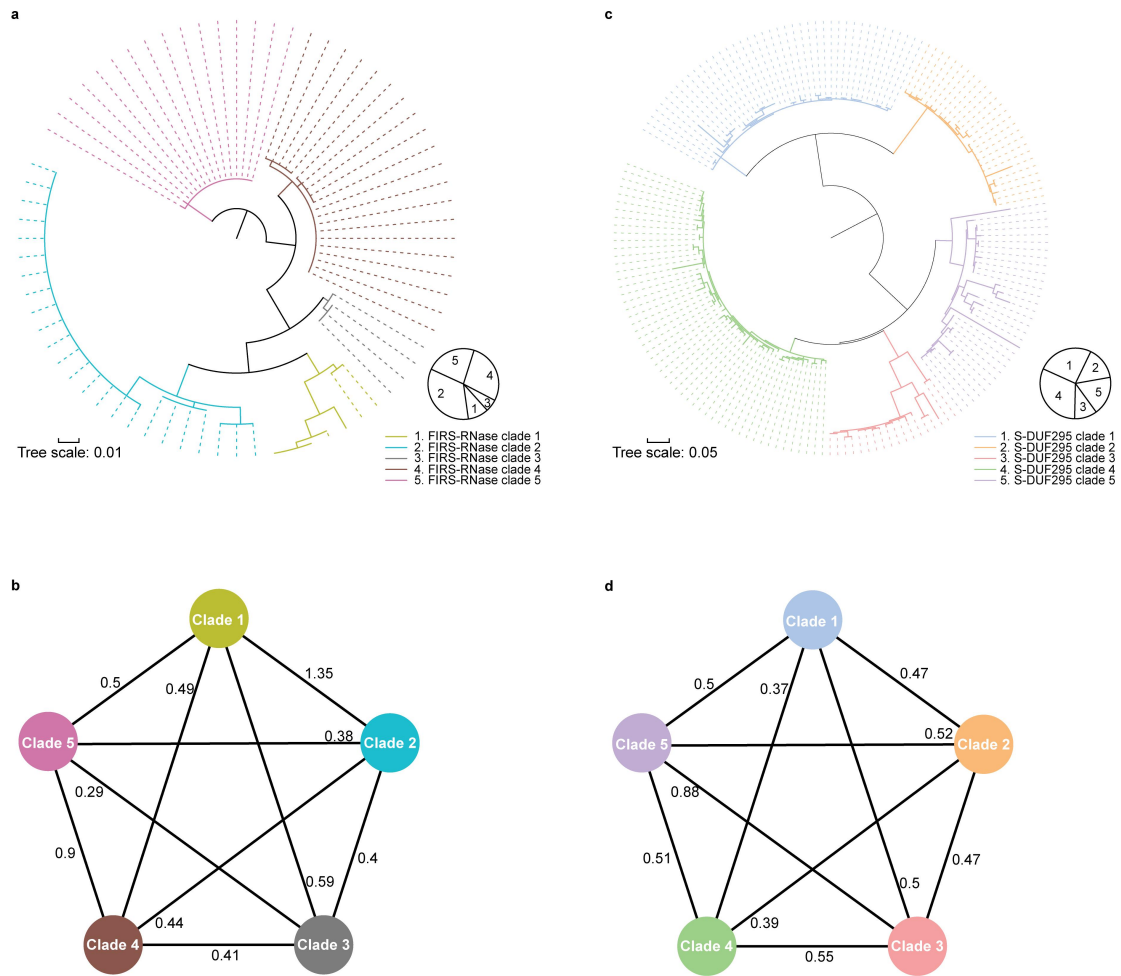 a
5
4
2
3
1
Tree scale: 0.01
1. FIRS-RNase clade 1
2. FIRS-RNase clade 2
3. FIRS-RNase clade 3
4. FIRS-RNase clade 4
5. FIRS-RNase clade 5
c
1
2
5
4
3
Tree scale: 0.05
1. S-DUF295 clade 1
2. S-DUF295 clade 2
3. S-DUF295 clade 3
4. S-DUF295 clade 4
5. S-DUF295 clade 5
b
Clade 1
0.5
0.49
1.35
Clade 5
0.38
Clade 2
0.29
0.9
0.4
0.59
0.44
Clade 4
0.41
Clade 3
d
Clade 1
0.5
0.37
0.47
Clade 5
0.52
Clade 2
0.88
0.51
0.47
0.5
0.39
Clade 4
0.55
Clade 3